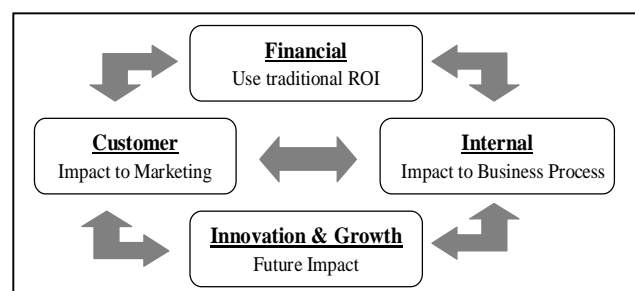 Financial
Use traditional ROI
Customer
Impact to Marketing
Internal
Impact to Business Process
Innovation & Growth
Future Impact